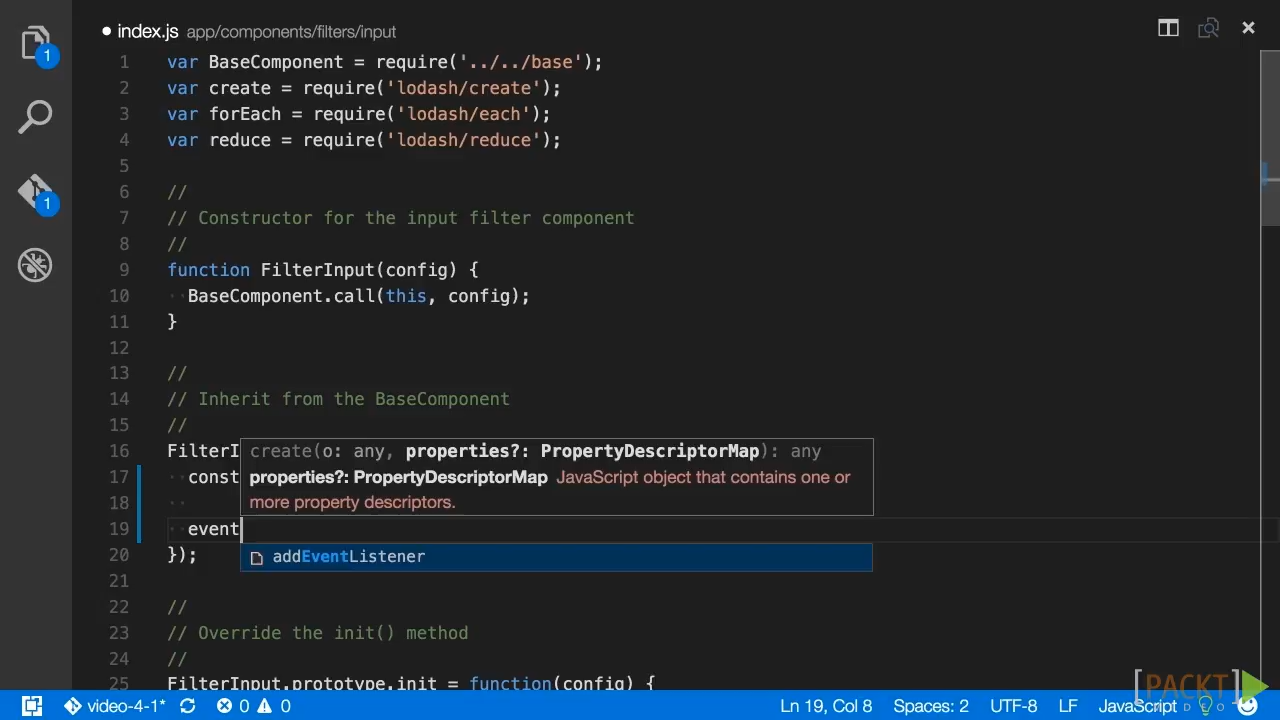 ● index.js app/components/filters/input
1 var BaseComponent = require('../../base');
2 var create = require('lodash/create');
3 var forEach = require('lodash/each');
4 var reduce = require('lodash/reduce');
5
6 //
7 // Constructor for the input filter component
8 //
9 function FilterInput(config) {
10 BaseComponent.call(this, config);
11 }
12
13 //
14 // Inherit from the BaseComponent
15 //
16 FilterI
create(o: any, properties?: PropertyDescriptorMap): any
17 const
properties?: PropertyDescriptorMap JavaScript object that contains one or
18
more property descriptors.
19 event
addEventListener
20 });
21
22 //
23 // Override the init() method
24 //
25 FilterInput.prototype.init = function(config) {
1
1
[PACKT]
video-4-1* 0 0 Ln 19, Col 8 Spaces: 2 UTF-8 LF JavaScript